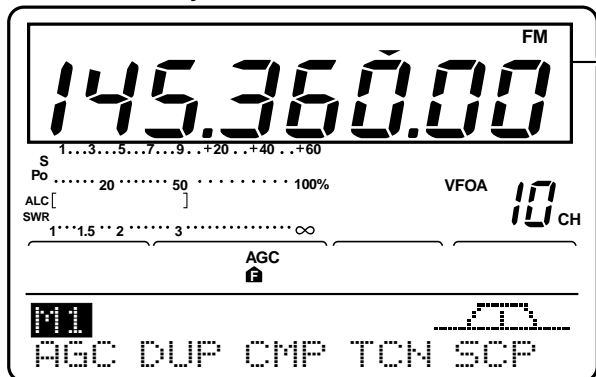 FM
145.360.00
1...3...5...7...9..+20..+40..+60
S
Po ...... 20 ....... 50 .......... 100%
VFOA 10 CH
ALC [ ]
SWR
1...1.5..2.....3..............∞
AGC
F
M1
AGC DUP CMP TCN SCP